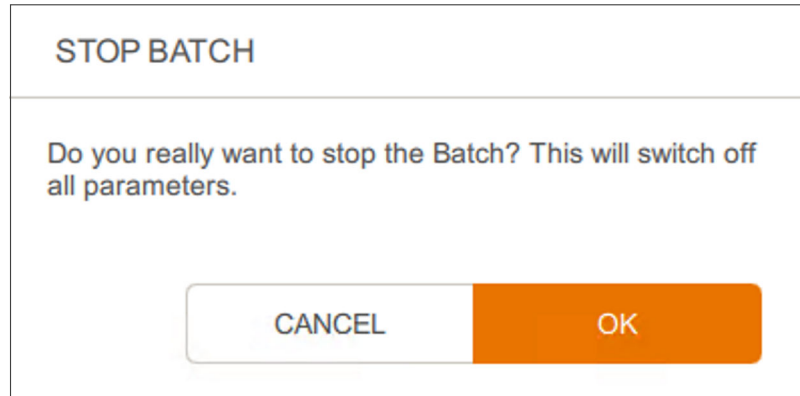 STOP BATCH
Do you really want to stop the Batch? This will switch off
all parameters.
CANCEL
OK